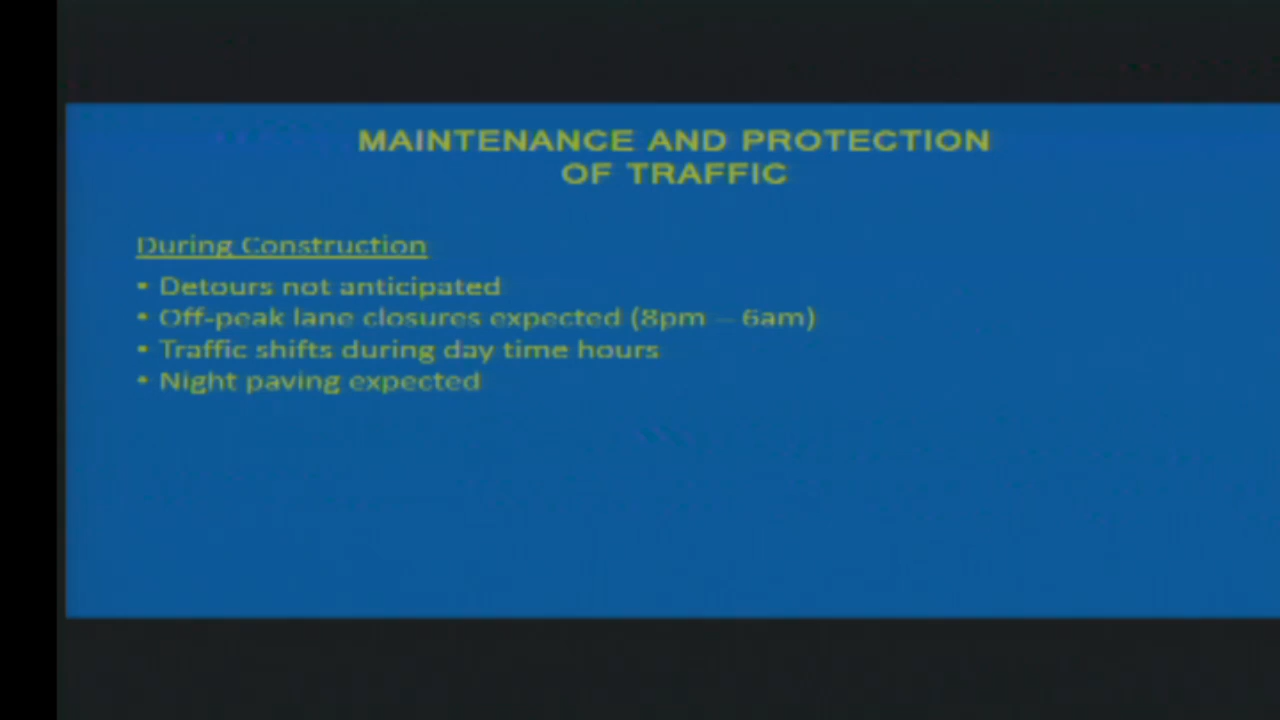 MAINTENANCE AND PROTECTION
OF TRAFFIC
During Construction
• Detours not anticipated
• Off-peak lane closures expected (8pm – 6am)
• Traffic shifts during day time hours
• Night paving expected